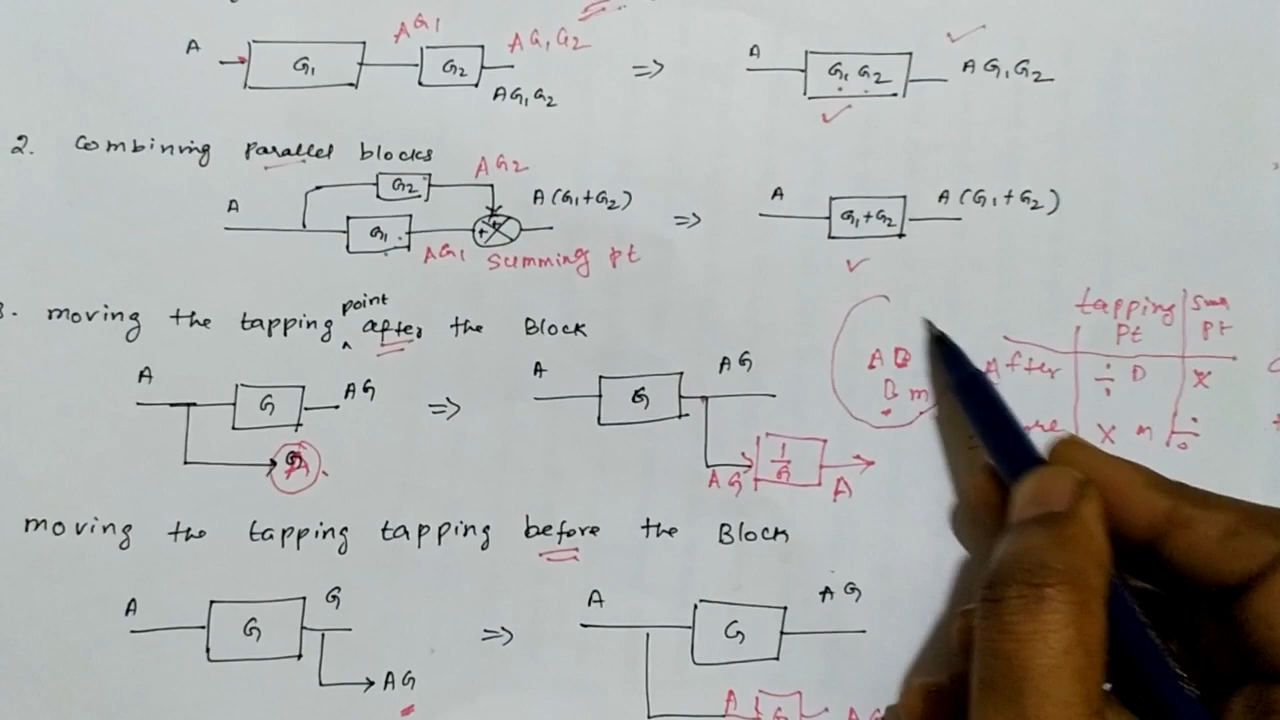 A G1 AG1 G2 AG1G2 AG1G2 => A G1 G2 AG1G2
2. Combining parallel blocks
A G2 AG2 G1 AG1 + + A(G1+G2) Summing pt => A G1+G2 A(G1+G2)
3. moving the tapping point after the Block
A G AG A => A G AG AG 1/G A
tapping pt Sum pt
After ÷ D x
x m ÷
A D
B m
moving the tapping tapping before the Block
A G G AG => A G AG
A G